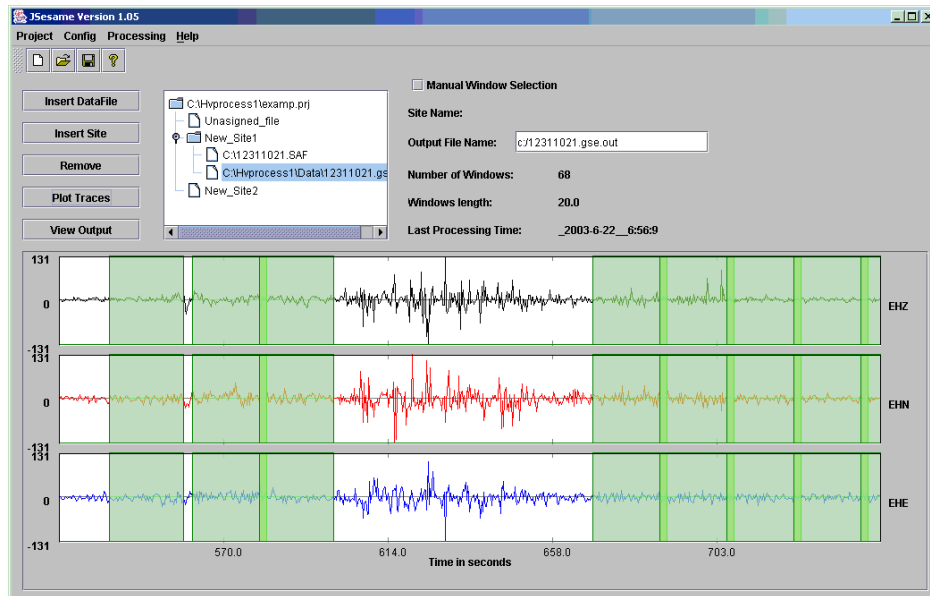 JSesame Version 1.05
Project Config Processing Help
Insert DataFile
Insert Site
Remove
Plot Traces
View Output
C:\Hvprocess1\examp.prj
Unasigned_file
New_Site1
C:\12311021.SAF
C:\Hvprocess1\Data\12311021.gs
New_Site2
Manual Window Selection
Site Name:
Output File Name: c:/12311021.gse.out
Number of Windows: 68
Windows length: 20.0
Last Processing Time: _2003-6-22__6:56:9
131
0
-131
EHZ
131
0
-131
EHN
131
0
-131
EHE
570.0 614.0 658.0 703.0
Time in seconds